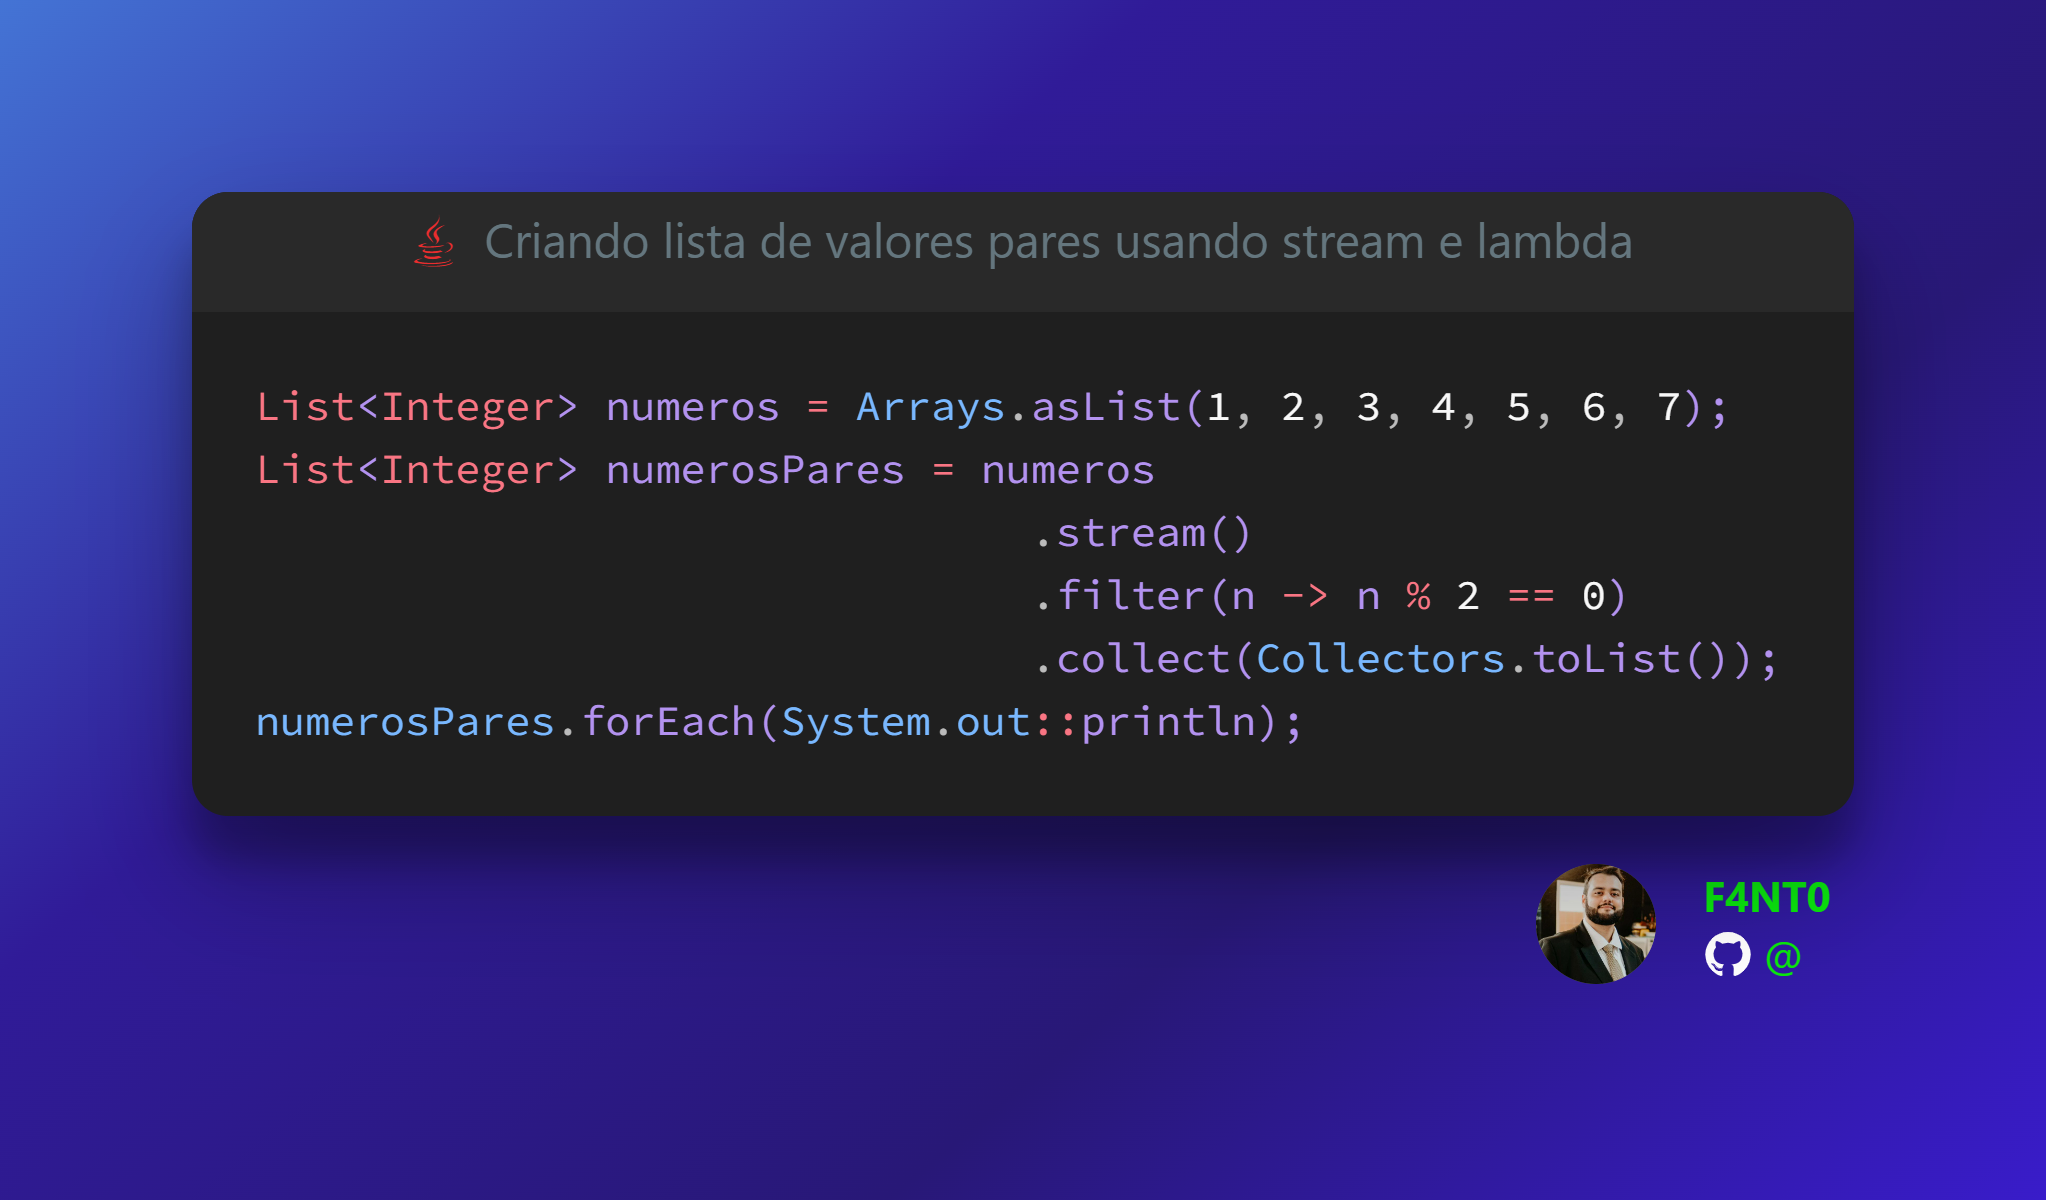 Criando lista de valores pares usando stream e lambda
List<Integer> numeros = Arrays.asList(1, 2, 3, 4, 5, 6, 7);
List<Integer> numerosPares = numeros
.stream()
.filter(n -> n % 2 == 0)
.collect(Collectors.toList());
numerosPares.forEach(System.out::println);
F4NT0
@